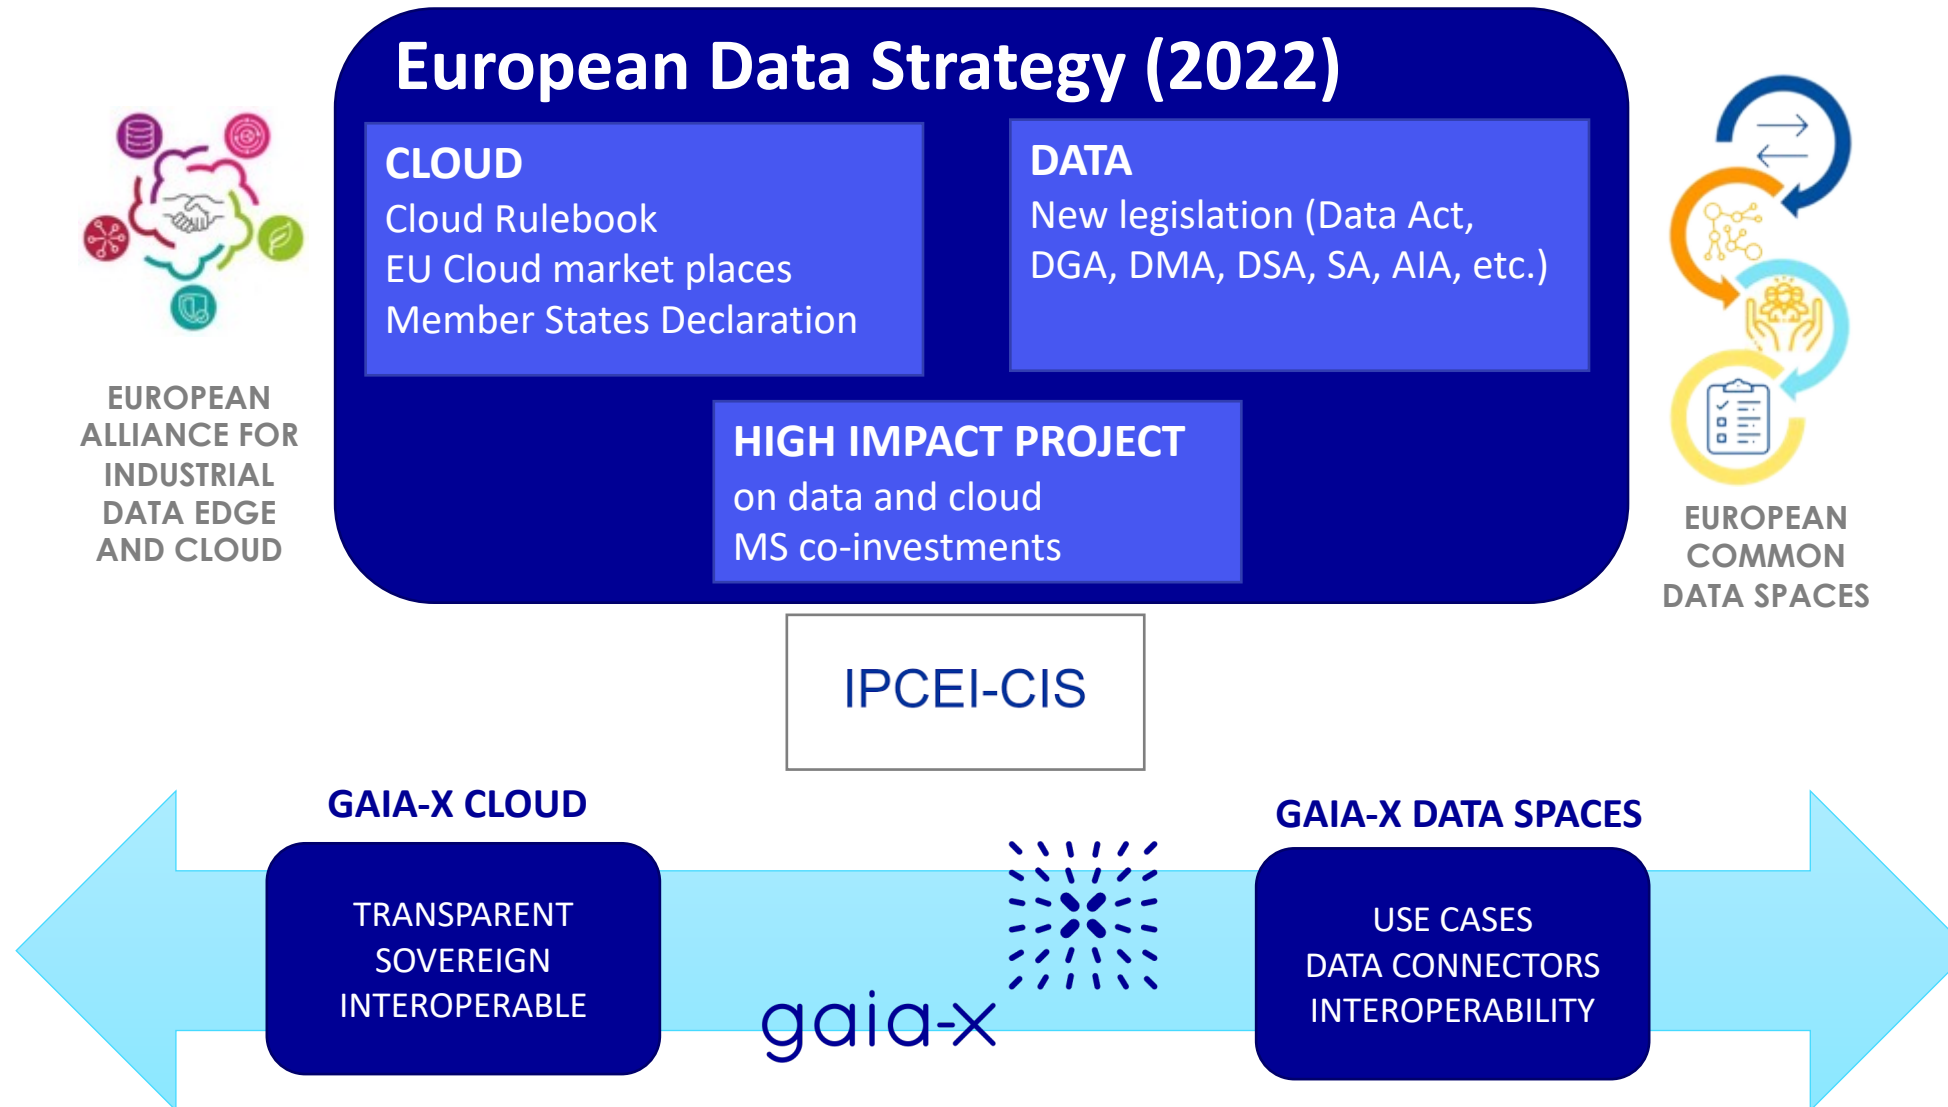 European Data Strategy (2022)
CLOUD
Cloud Rulebook
EU Cloud market places
Member States Declaration
DATA
New legislation (Data Act,
DGA, DMA, DSA, SA, AIA, etc.)
HIGH IMPACT PROJECT
on data and cloud
MS co-investments
EUROPEAN
ALLIANCE FOR
INDUSTRIAL
DATA EDGE
AND CLOUD
EUROPEAN
COMMON
DATA SPACES
IPCEI-CIS
GAIA-X CLOUD
TRANSPARENT
SOVEREIGN
INTEROPERABLE
gaia-x
GAIA-X DATA SPACES
USE CASES
DATA CONNECTORS
INTEROPERABILITY